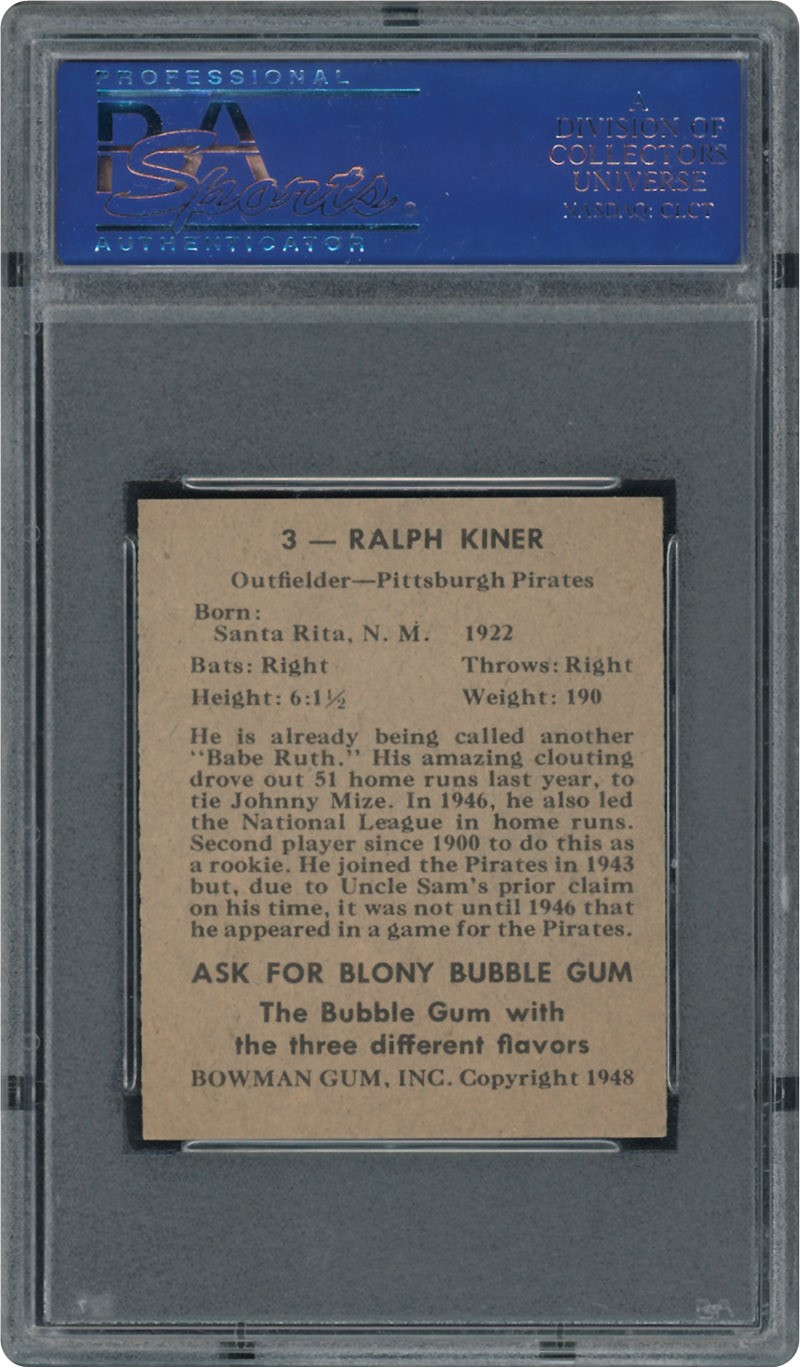 PROFESSIONAL
PSA
Sports
AUTHENTICATOR
A
DIVISION OF
COLLECTORS
UNIVERSE
NASDAQ: CLCT
3 — RALPH KINER
Outfielder—Pittsburgh Pirates
Born:
Santa Rita, N. M. 1922
Bats: Right Throws: Right
Height: 6:1½ Weight: 190
He is already being called another
"Babe Ruth." His amazing clouting
drove out 51 home runs last year, to
tie Johnny Mize. In 1946, he also led
the National League in home runs.
Second player since 1900 to do this as
a rookie. He joined the Pirates in 1943
but, due to Uncle Sam's prior claim
on his time, it was not until 1946 that
he appeared in a game for the Pirates.
ASK FOR BLONY BUBBLE GUM
The Bubble Gum with
the three different flavors
BOWMAN GUM, INC. Copyright 1948
PSA